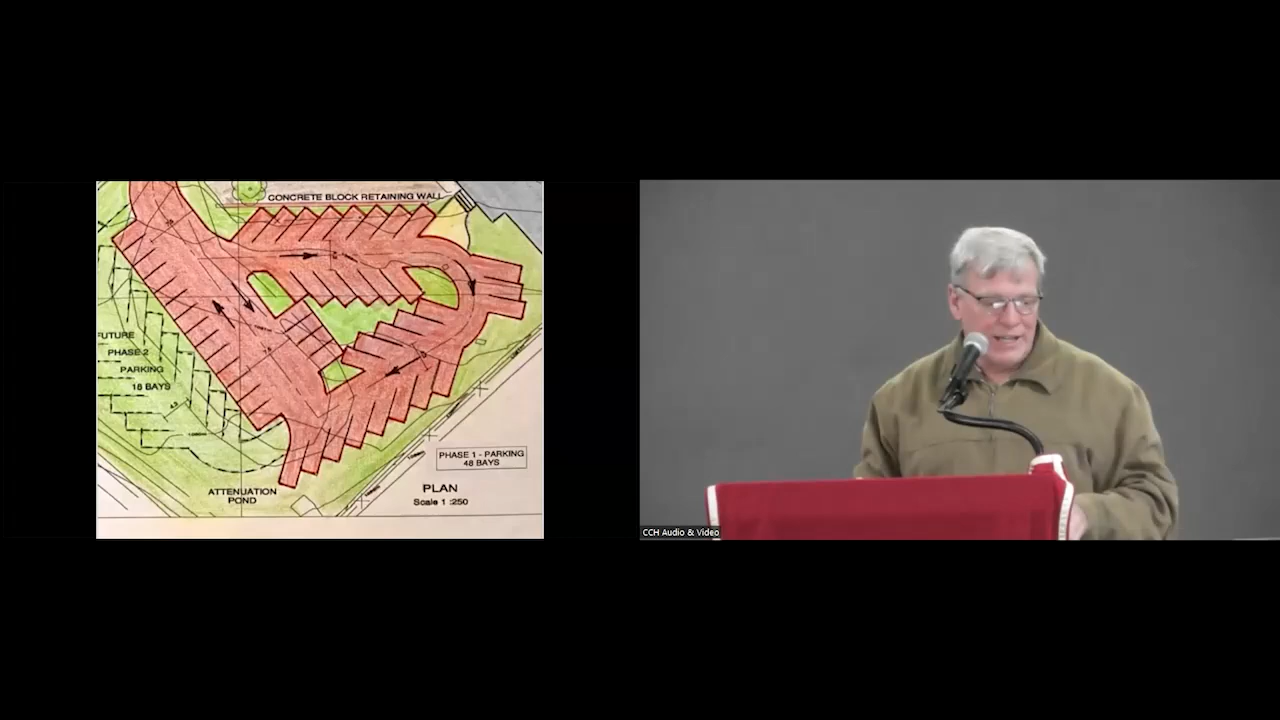 CONCRETE BLOCK RETAINING WALL
FUTURE
PHASE 2
PARKING
18 BAYS
ATTENUATION
POND
PHASE 1 - PARKING
48 BAYS
PLAN
Scale 1 :250
CCH Audio & Video